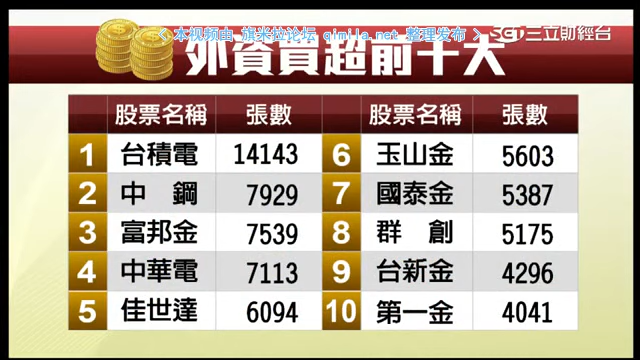 < 本视频由 旗米拉论坛 qimila.net 整理发布 >
SET三立財經台
外資買超前十大
股票名稱 張數 股票名稱 張數
1 台積電 14143 6 玉山金 5603
2 中鋼 7929 7 國泰金 5387
3 富邦金 7539 8 群創 5175
4 中華電 7113 9 台新金 4296
5 佳世達 6094 10 第一金 4041